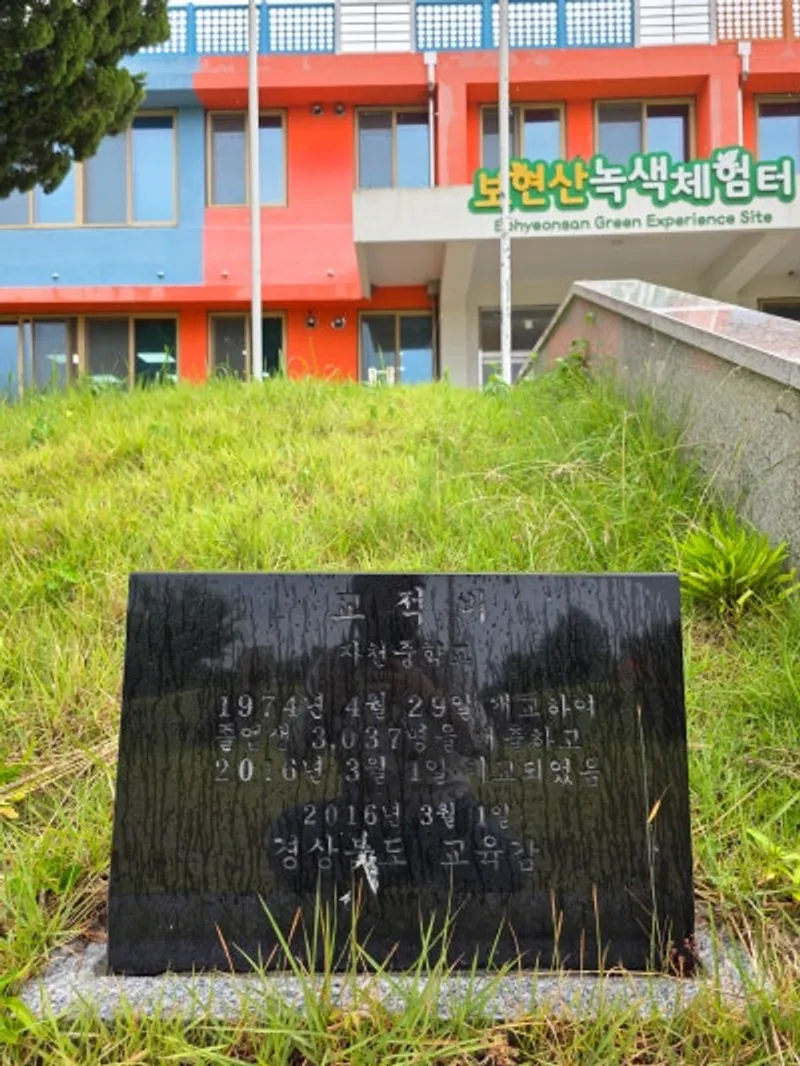 보현산녹색체험터
Bohyeonsan Green Experience Site
교적비
자천중학교
1974년 4월 29일 개교하여
졸업생 3,037명을 배출하고
2016년 3월 1일 폐교되었음
2016년 3월 1일
경상북도 교육감